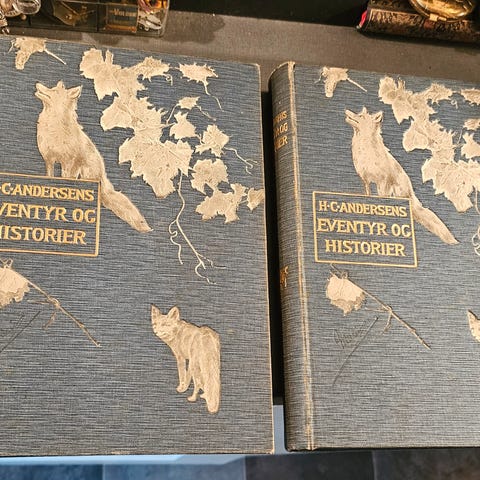 H·C·ANDERSENS
EVENTYR OG
HISTORIER
H·C·ANDERSENS
EVENTYR OG
HISTORIER